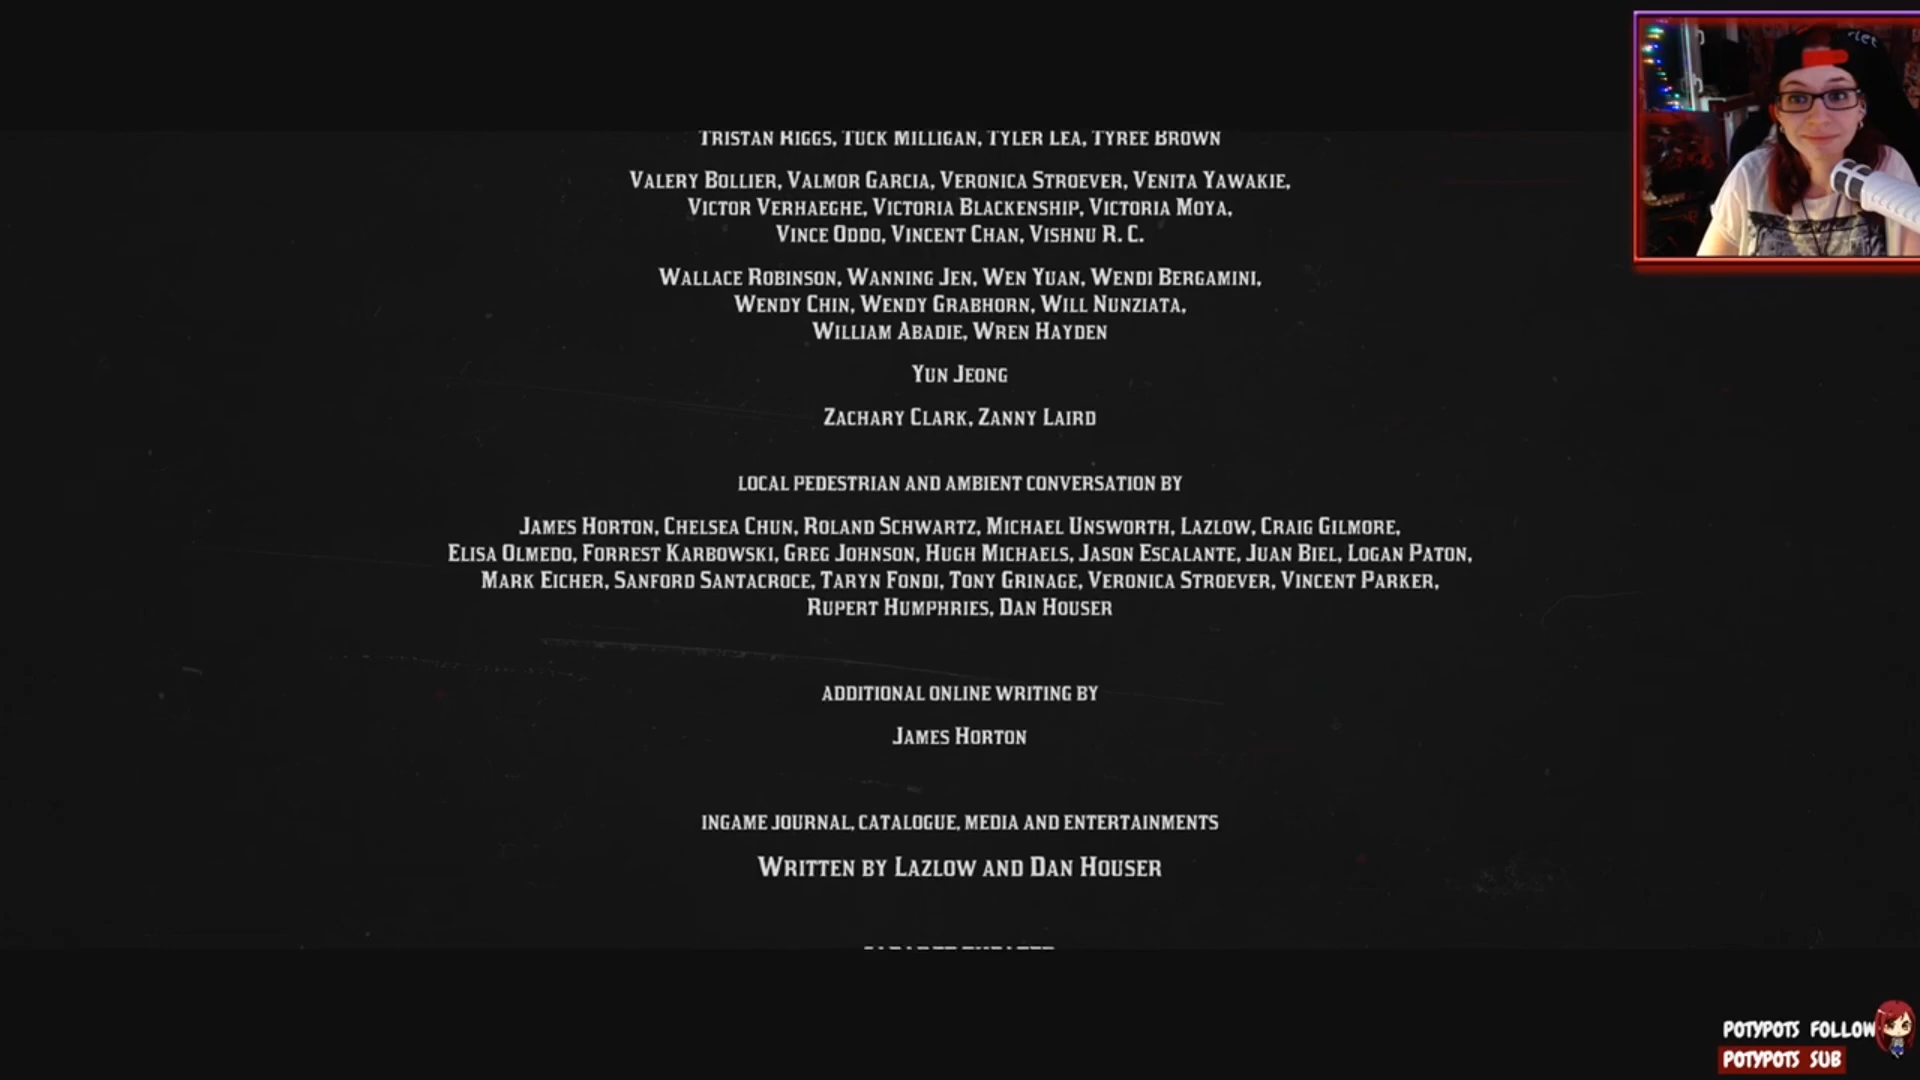 Tristan Riggs, Tuck Milligan, Tyler Lea, Tyree Brown
Valery Bollier, Valmor Garcia, Veronica Stroever, Venita Yawakie,
Victor Verhaeghe, Victoria Blackenship, Victoria Moya,
Vince Oddo, Vincent Chan, Vishnu R. C.
Wallace Robinson, Wanning Jen, Wen Yuan, Wendi Bergamini,
Wendy Chin, Wendy Grabhorn, Will Nunziata,
William Abadie, Wren Hayden
Yun Jeong
Zachary Clark, Zanny Laird
LOCAL PEDESTRIAN AND AMBIENT CONVERSATION BY
James Horton, Chelsea Chun, Roland Schwartz, Michael Unsworth, Lazlow, Craig Gilmore,
Elisa Olmedo, Forrest Karbowski, Greg Johnson, Hugh Michaels, Jason Escalante, Juan Biel, Logan Paton,
Mark Eicher, Sanford Santacroce, Taryn Fondi, Tony Grinage, Veronica Stroever, Vincent Parker,
Rupert Humphries, Dan Houser
ADDITIONAL ONLINE WRITING BY
James Horton
INGAME JOURNAL, CATALOGUE, MEDIA AND ENTERTAINMENTS
Written by Lazlow and Dan Houser
POTYPOTS FOLLOW
POTYPOTS SUB